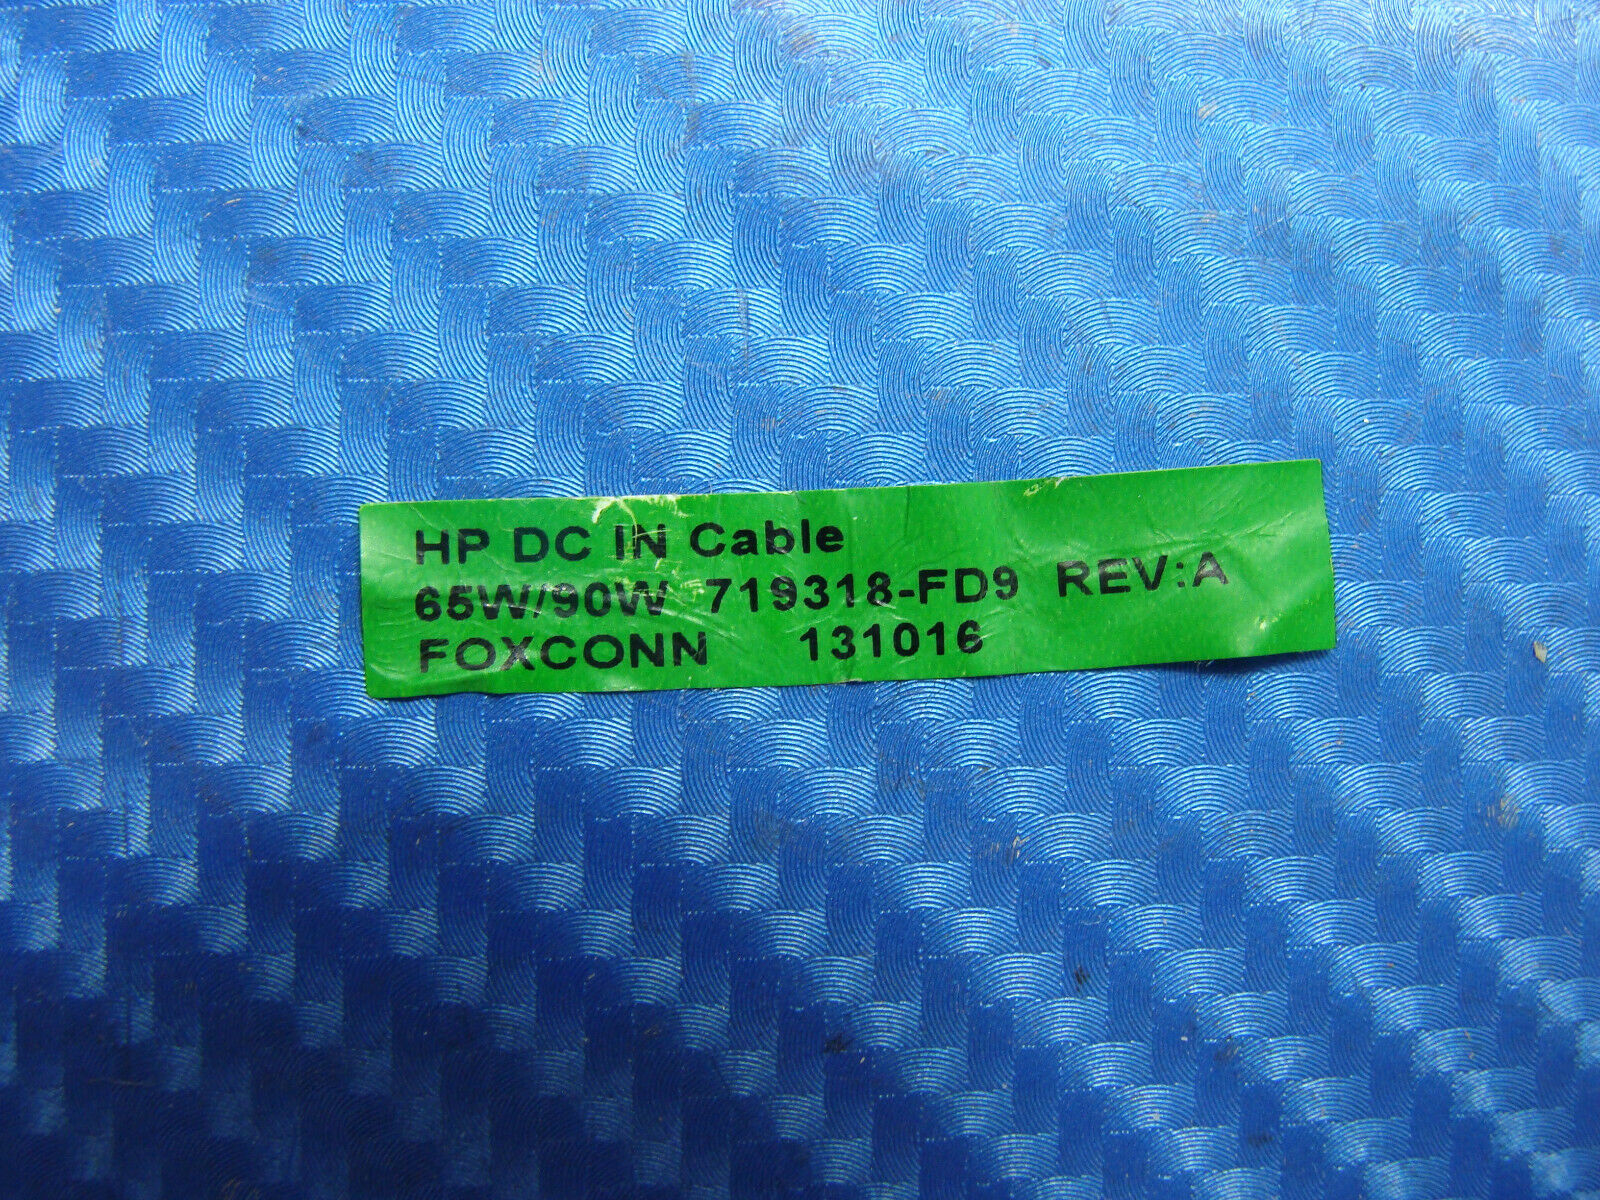 HP DC IN Cable
65W/90W 719318-FD9 REV:A
FOXCONN 131016